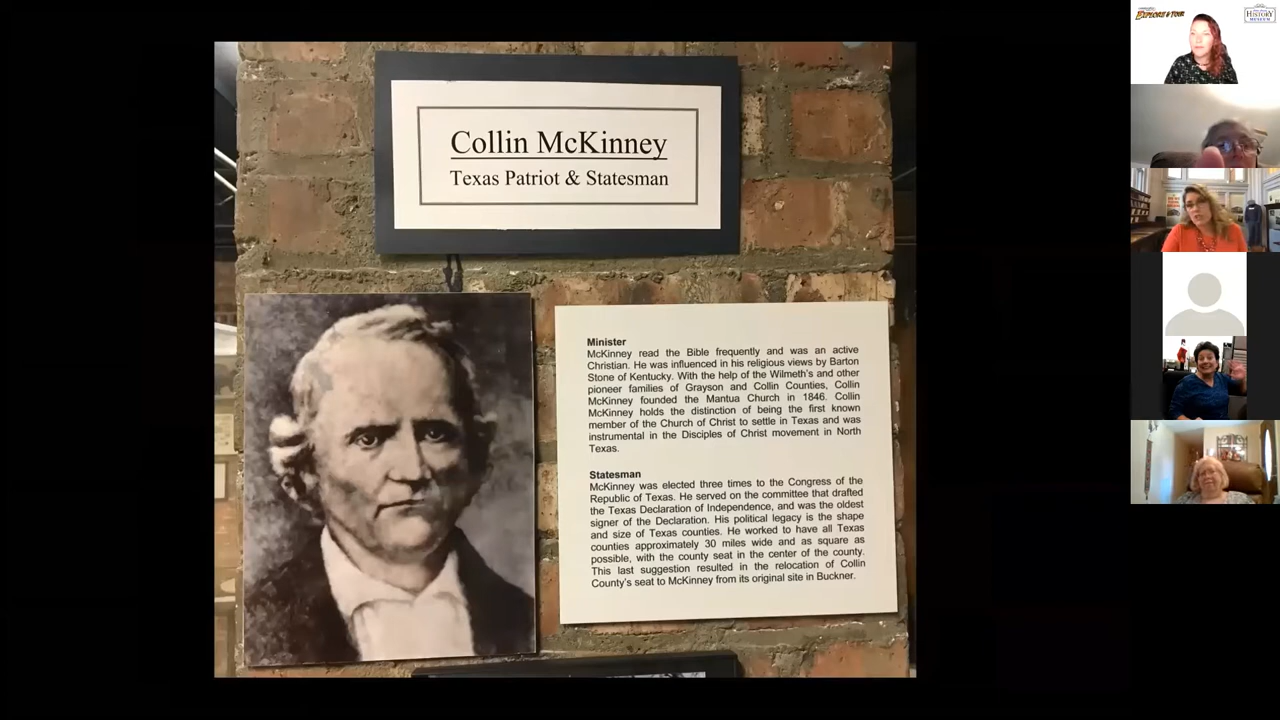 Collin McKinney
Texas Patriot & Statesman
Minister
McKinney read the Bible frequently and was an active
Christian. He was influenced in his religious views by Barton
Stone of Kentucky. With the help of the Wilmeth's and other
pioneer families of Grayson and Collin Counties, Collin
McKinney founded the Mantua Church in 1846. Collin
McKinney holds the distinction of being the first known
member of the Church of Christ to settle in Texas and was
instrumental in the Disciples of Christ movement in North
Texas.
Statesman
McKinney was elected three times to the Congress of the
Republic of Texas. He served on the committee that drafted
the Texas Declaration of Independence, and was the oldest
signer of the Declaration. His political legacy is the shape
and size of Texas counties. He worked to have all Texas
counties approximately 30 miles wide and as square as
possible, with the county seat in the center of the county.
This last suggestion resulted in the relocation of Collin
County's seat to McKinney from its original site in Buckner.
EXPLORE & TOUR
HISTORY
MUSEUM